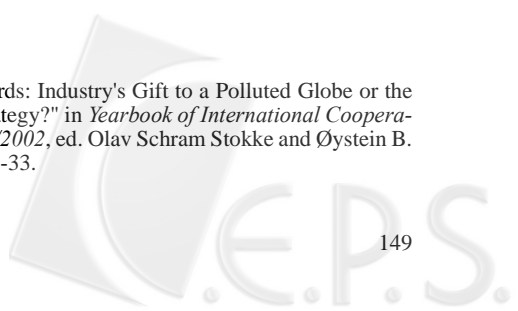 rds: Industry's Gift to a Polluted Globe or the
ategy?" in Yearbook of International Coopera-
/2002, ed. Olav Schram Stokke and Øystein B.
-33.
149
C.E.P.S.